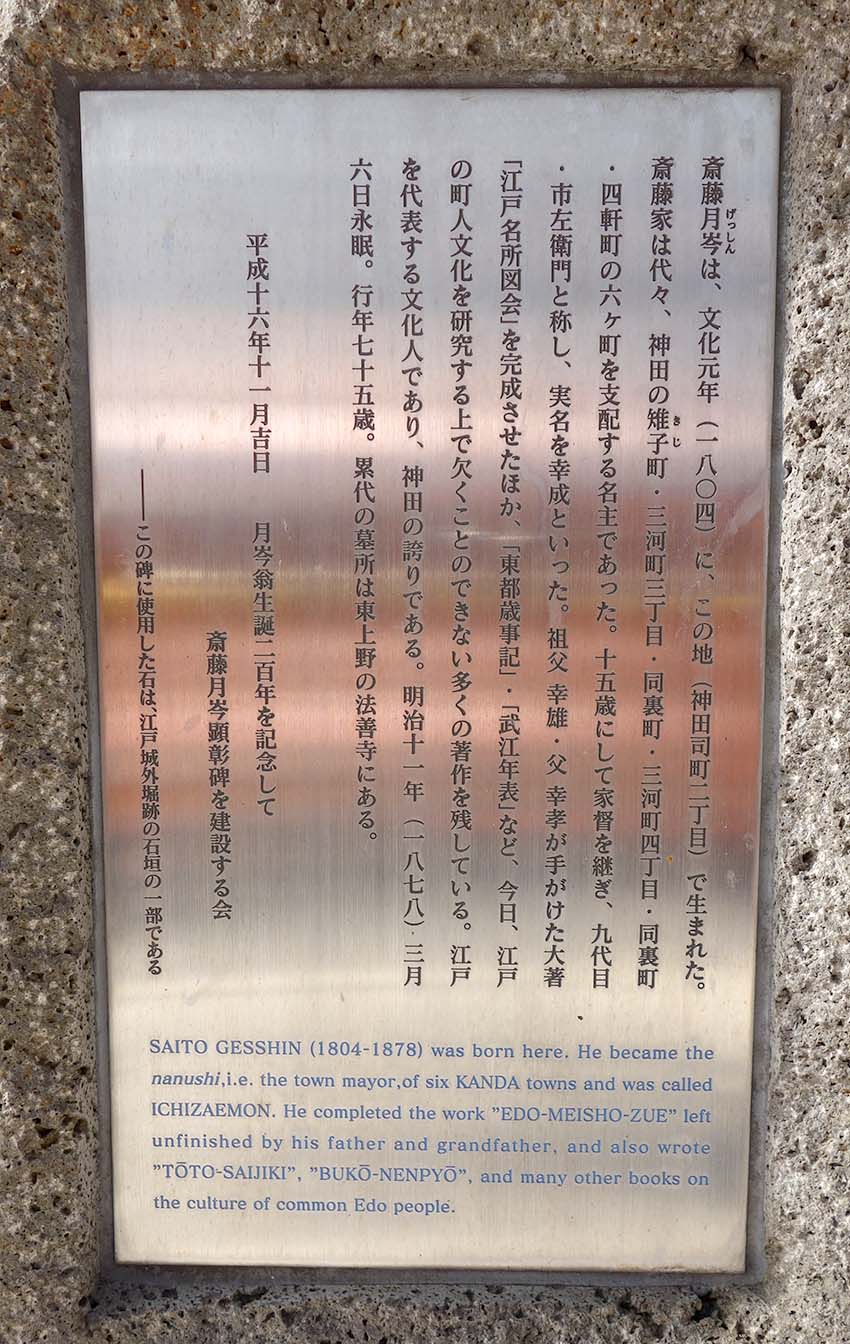 斎藤月岑は、文化元年（一八〇四）に、この地（神田司町二丁目）で生まれた。
げっしん
斎藤家は代々、神田の雉子町・三河町三丁目・同裏町・三河町四丁目・同裏町
きじ
・四軒町の六ヶ町を支配する名主であった。十五歳にして家督を継ぎ、九代目
・市左衛門と称し、実名を幸成といった。祖父 幸雄・父 幸孝が手がけた大著
「江戸名所図会」を完成させたほか、「東都歳事記」・「武江年表」など、今日、江戸
の町人文化を研究する上で欠くことのできない多くの著作を残している。江戸
を代表する文化人であり、神田の誇りである。明治十一年（一八七八）三月
六日永眠。行年七十五歳。累代の墓所は東上野の法善寺にある。
平成十六年十一月吉日　月岑翁生誕二百年を記念して
斎藤月岑顕彰碑を建設する会
──この碑に使用した石は、江戸城外堀跡の石垣の一部である
SAITO GESSHIN (1804-1878) was born here. He became the
nanushi,i.e. the town mayor,of six KANDA towns and was called
ICHIZAEMON. He completed the work "EDO-MEISHO-ZUE" left
unfinished by his father and grandfather, and also wrote
"TŌTO-SAIJIKI", "BUKŌ-NENPYŌ", and many other books on
the culture of common Edo people.